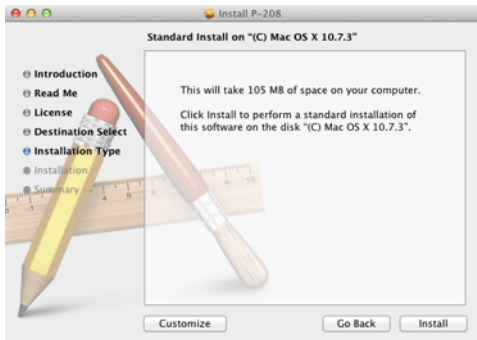 Install P-208
Standard Install on "(C) Mac OS X 10.7.3"
Introduction
Read Me
License
Destination Select
Installation Type
Installation
Summary
This will take 105 MB of space on your computer.
Click Install to perform a standard installation of
this software on the disk "(C) Mac OS X 10.7.3".
Customize
Go Back
Install